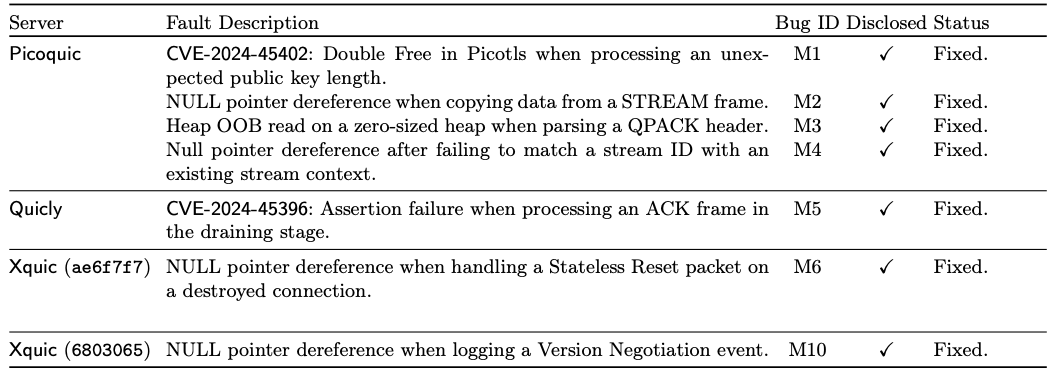 Server Fault Description Bug ID Disclosed Status
Picoquic CVE-2024-45402: Double Free in Picotls when processing an unex- M1 ✓ Fixed.
pected public key length.
NULL pointer dereference when copying data from a STREAM frame. M2 ✓ Fixed.
Heap OOB read on a zero-sized heap when parsing a QPACK header. M3 ✓ Fixed.
Null pointer dereference after failing to match a stream ID with an M4 ✓ Fixed.
existing stream context.
Quicly CVE-2024-45396: Assertion failure when processing an ACK frame in M5 ✓ Fixed.
the draining stage.
Xquic (ae6f7f7) NULL pointer dereference when handling a Stateless Reset packet on M6 ✓ Fixed.
a destroyed connection.
Xquic (6803065) NULL pointer dereference when logging a Version Negotiation event. M10 ✓ Fixed.